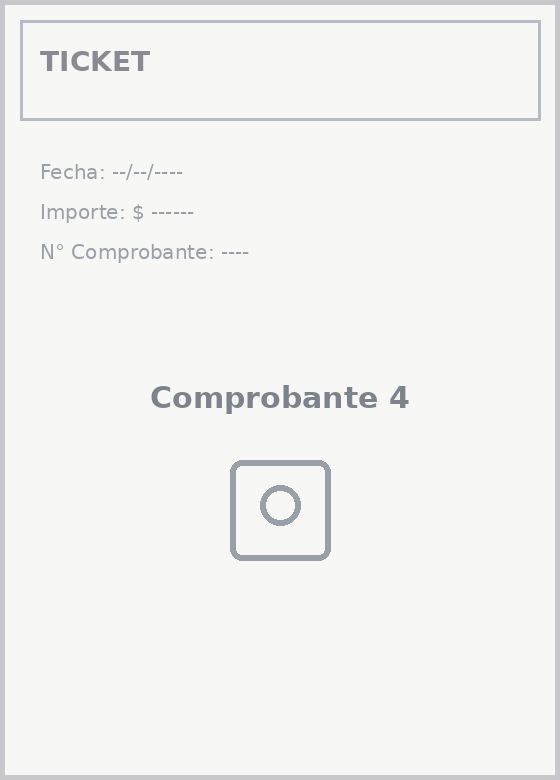 TICKET
Fecha: --/--/----
Importe: $ ------
N° Comprobante: ----
Comprobante 4